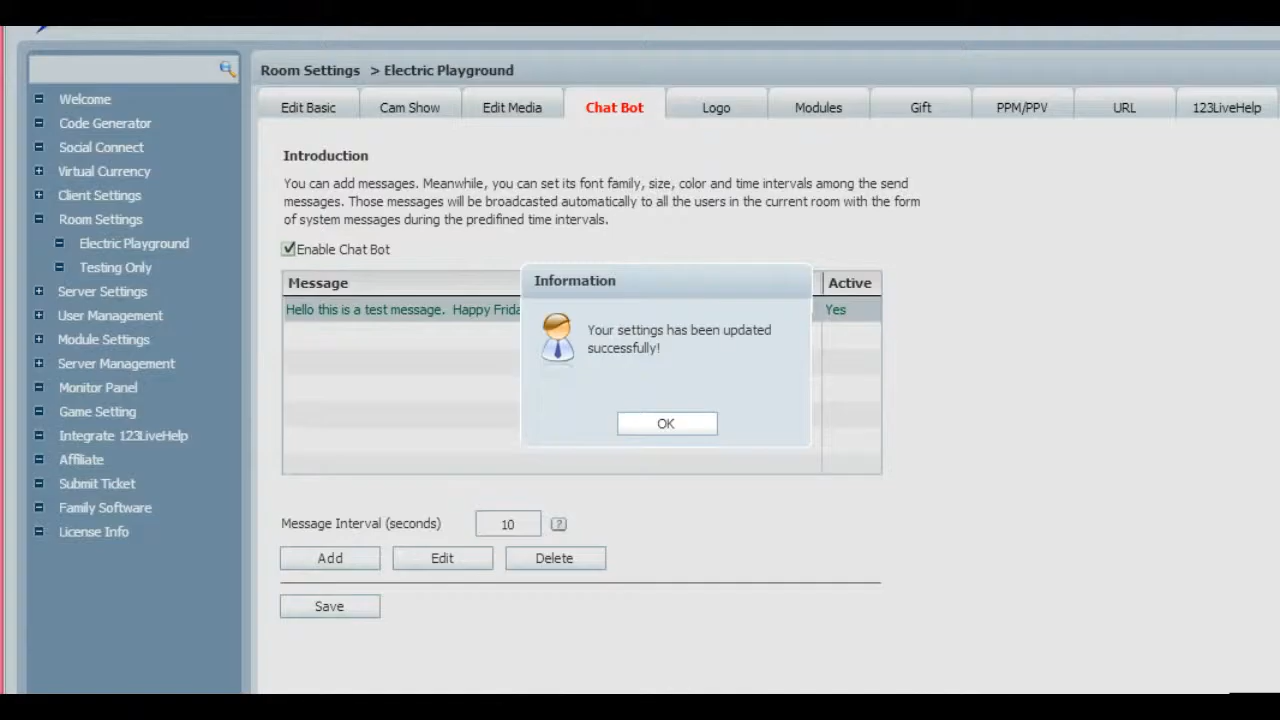 Room Settings > Electric Playground
Edit Basic
Cam Show
Edit Media
Chat Bot
Logo
Modules
Gift
PPM/PPV
URL
123LiveHelp
Welcome
Code Generator
Social Connect
Virtual Currency
Client Settings
Room Settings
Electric Playground
Testing Only
Server Settings
User Management
Module Settings
Server Management
Monitor Panel
Game Setting
Integrate 123LiveHelp
Affiliate
Submit Ticket
Family Software
License Info
Introduction
You can add messages. Meanwhile, you can set its font family, size, color and time intervals among the send
messages. Those messages will be broadcasted automatically to all the users in the current room with the form
of system messages during the predifined time intervals.
Enable Chat Bot
Message
Active
Hello this is a test message. Happy Frida
Yes
Information
Your settings has been updated
successfully!
OK
Message Interval (seconds)
10
?
Add
Edit
Delete
Save